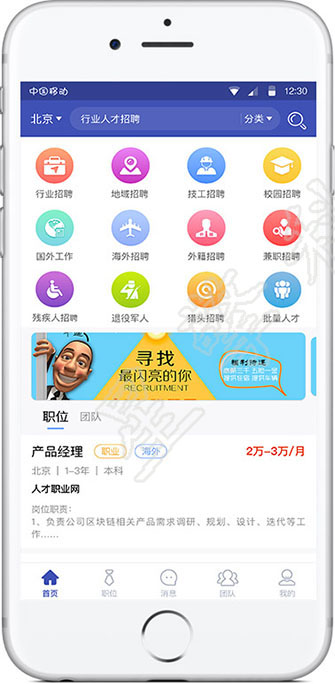 中国移动 12:30
北京 行业人才招聘 分类
行业招聘 地域招聘 技工招聘 校园招聘
国外工作 海外招聘 外籍招聘 兼职招聘
残疾人招聘 退役军人 猎头招聘 批量人才
寻找
最闪亮的你
RECRUITMENT
职位 团队
产品经理 职业 海外 2万-3万/月
北京 | 1-3年 | 本科
人才职业网
岗位职责:
1、负责公司区块链相关产品需求调研、规划、设计、迭代等工
作......
首页 职位 消息 团队 我的